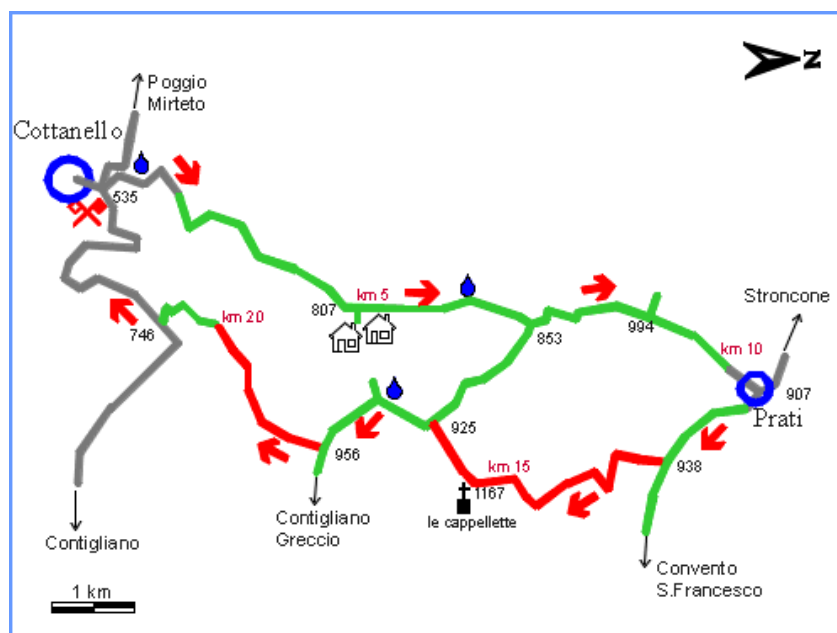 N
Poggio
Mirteto
Cottanello
535
km 5
807
Stroncone
km 20
746
853
994
km 10
907
Prati
925
956
938
km 15
1167
le cappellette
Contigliano
Greccio
Contigliano
Convento
S.Francesco
1 km